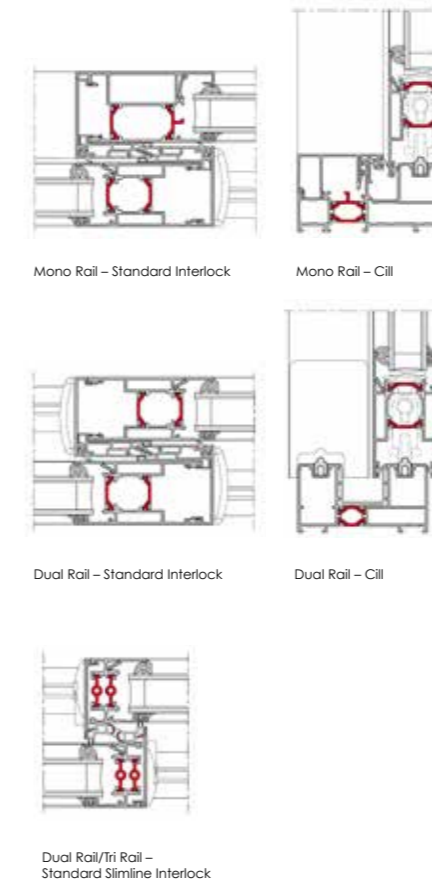 Mono Rail – Standard Interlock
Mono Rail – Cill
Dual Rail – Standard Interlock
Dual Rail – Cill
Dual Rail/Tri Rail –
Standard Slimline Interlock